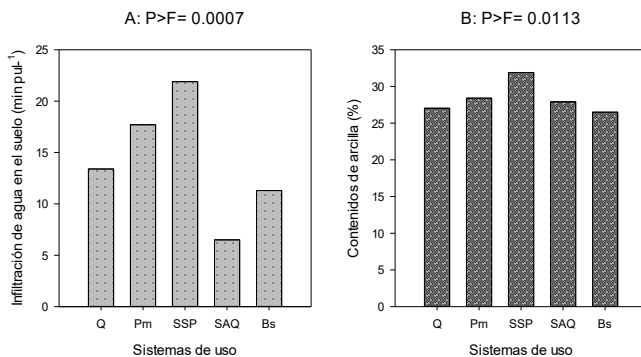 A: P>F= 0.0007
Infiltración de agua en el suelo (min pul-¹)
25
20
15
10
5
0
Q Pm SSP SAQ Bs
Sistemas de uso
B: P>F= 0.0113
Contenidos de arcilla (%)
35
30
25
20
15
10
5
0
Q Pm SSP SAQ Bs
Sistemas de uso